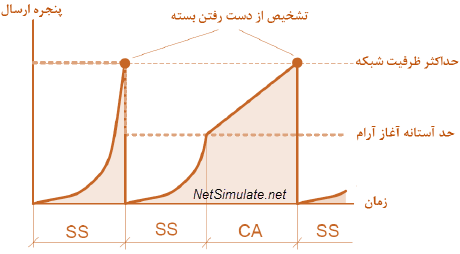 پنجره ارسال
تشخیص از دست رفتن بسته
حداکثر ظرفیت شبکه
حد آستانه آغاز آرام
NetSimulate.net
زمان
SS SS CA SS